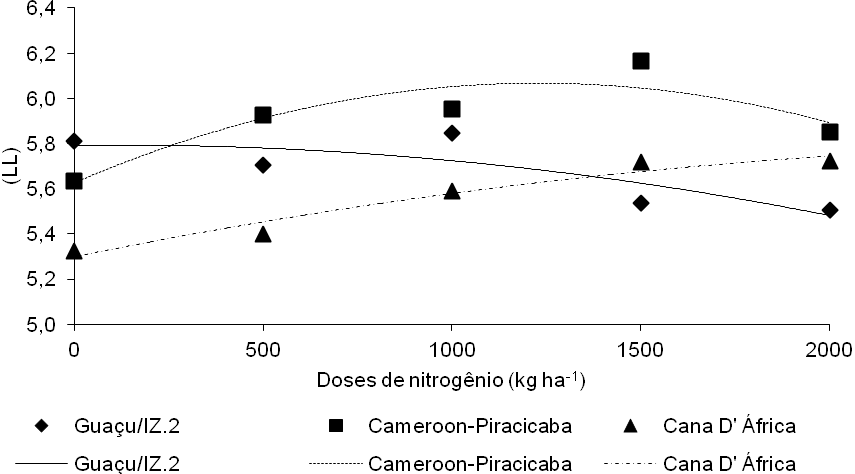 6,4
6,2
6,0
5,8
5,6
5,4
5,2
5,0
(LL)
0 500 1000 1500 2000
Doses de nitrogênio (kg ha-1)
Guaçu/IZ.2 Cameroon-Piracicaba Cana D' África
Guaçu/IZ.2 Cameroon-Piracicaba Cana D' África